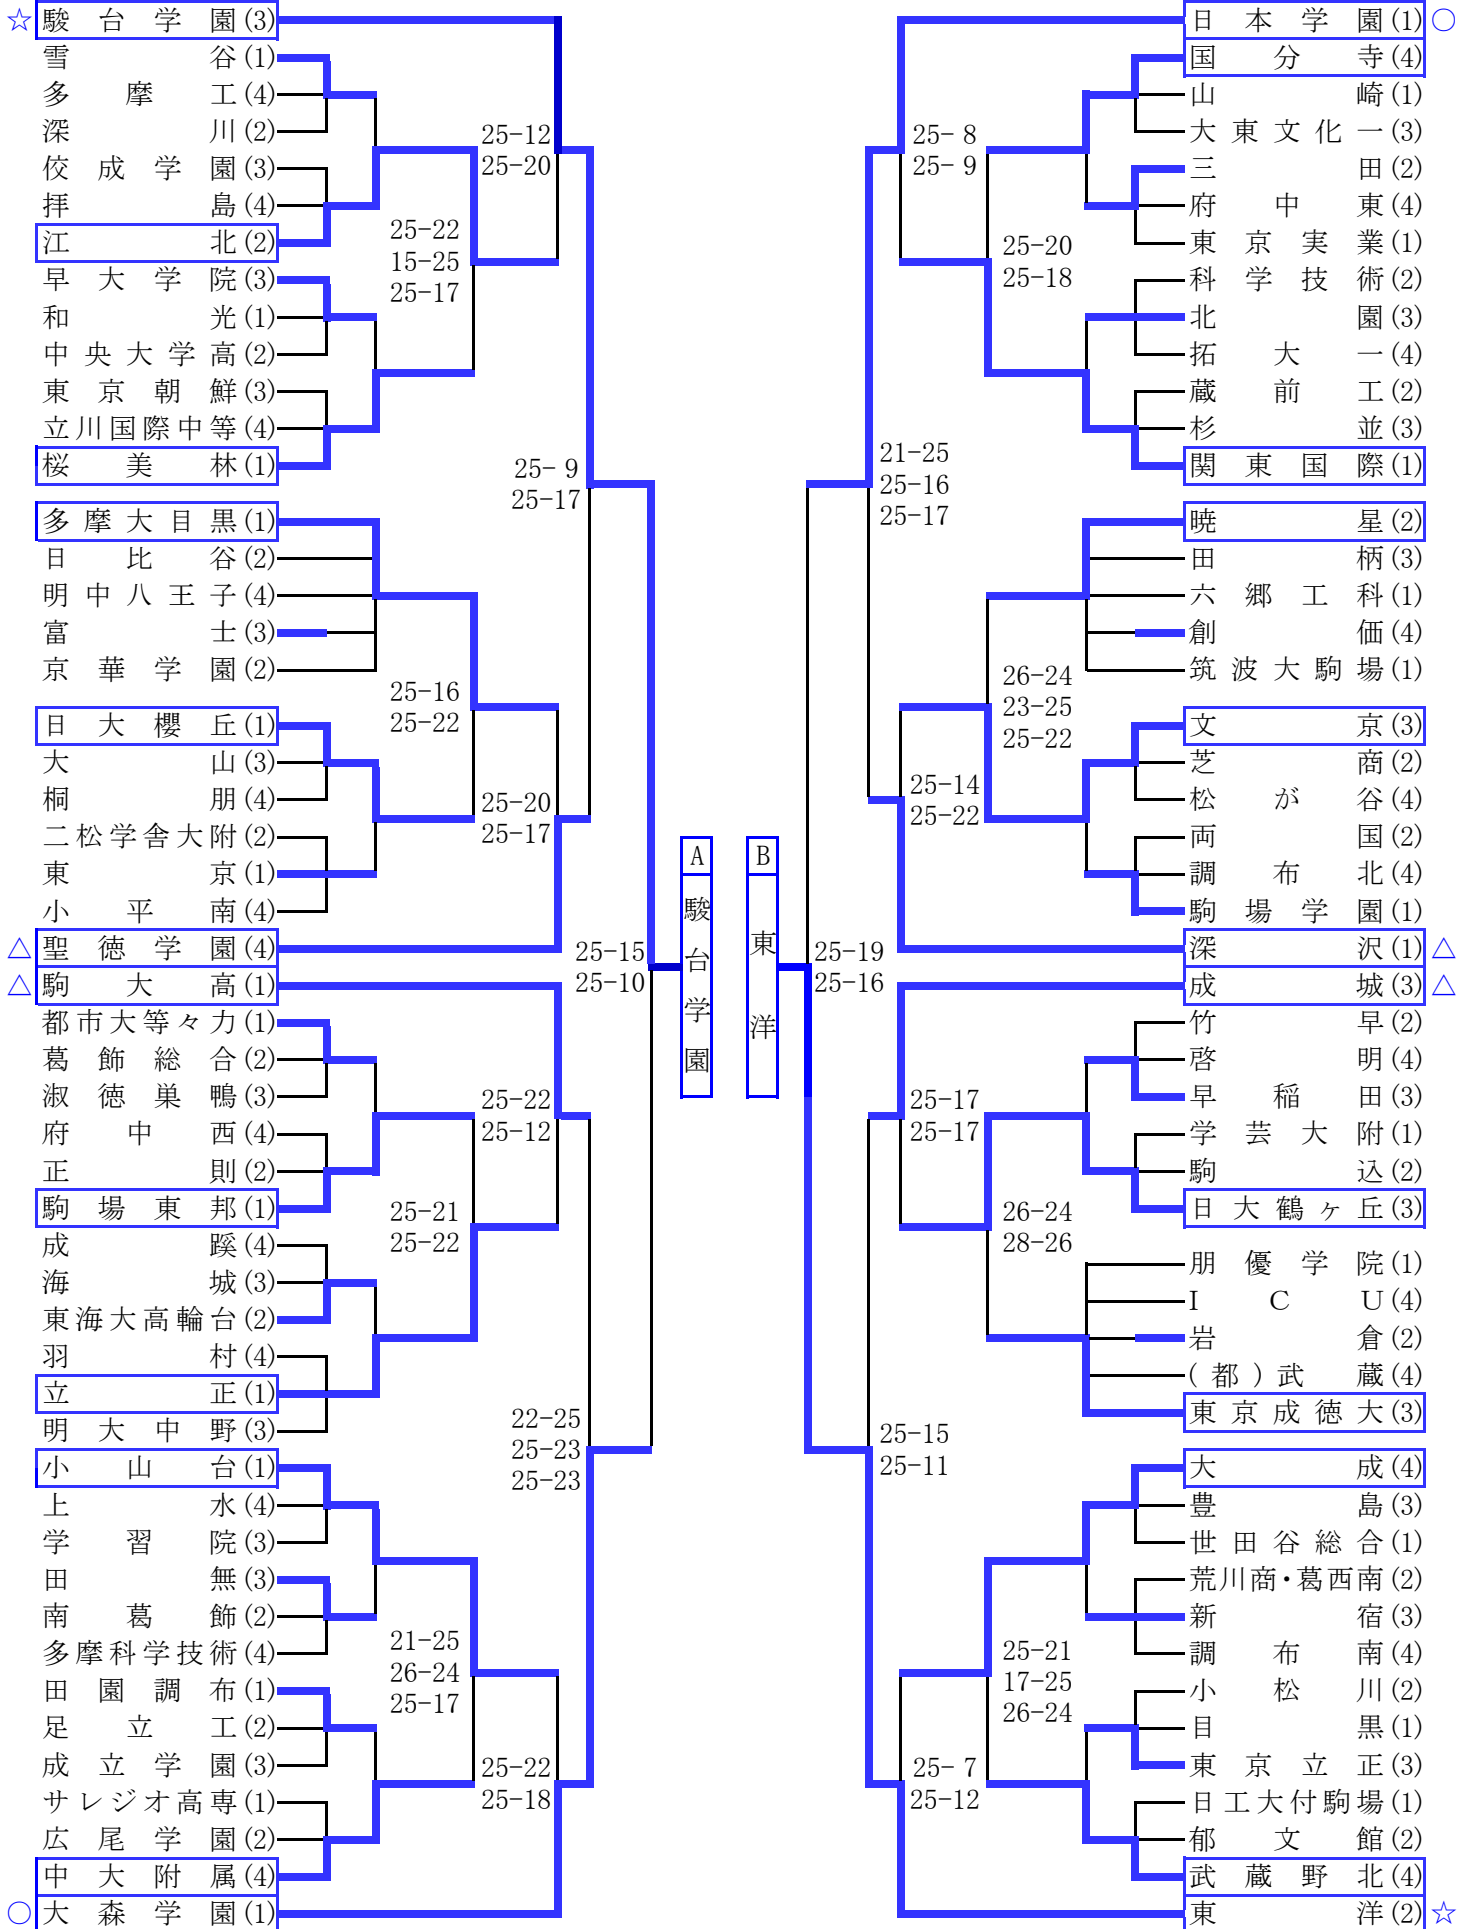 ☆駿台学園(3)
雪谷(1)
多摩工(4)
深川(2)
佼成学園(3)
拝島(4)
江北(2)
早大学院(3)
和光(1)
中央大学高(2)
東京朝鮮(3)
立川国際中等(4)
桜美林(1)
多摩大目黒(1)
日比谷(2)
明中八王子(4)
富士(3)
京華学園(2)
日大櫻丘(1)
大山(3)
桐朋(4)
二松学舎大附(2)
東京(1)
小平南(4)
△聖徳学園(4)
△駒大高(1)
都市大等々力(1)
葛飾総合(2)
淑徳巣鴨(3)
府中西(4)
正則(2)
駒場東邦(1)
成蹊(4)
海城(3)
東海大高輪台(2)
羽村(4)
立正(1)
明大中野(3)
小山台(1)
上水(4)
学習院(3)
田無(3)
南葛飾(2)
多摩科学技術(4)
田園調布(1)
足立工(2)
成立学園(3)
サレジオ高専(1)
広尾学園(2)
中大附属(4)
○大森学園(1)
25-12
25-20
25-22
15-25
25-17
25-9
25-17
25-16
25-22
25-20
25-17
25-15
25-10
25-22
25-12
25-21
25-22
22-25
25-23
25-23
21-25
26-24
25-17
25-22
25-18
A
駿台学園
B
東洋
25-8
25-9
25-20
25-18
21-25
25-16
25-17
26-24
23-25
25-22
25-14
25-22
25-19
25-16
25-17
25-17
26-24
28-26
25-15
25-11
25-21
17-25
26-24
25-7
25-12
日本学園(1)○
国分寺(4)
山崎(1)
大東文化一(3)
三田(2)
府中東(4)
東京実業(1)
科学技術(2)
北園(3)
拓大一(4)
蔵前工(2)
杉並(3)
関東国際(1)
暁星(2)
田柄(3)
六郷工科(1)
創価(4)
筑波大駒場(1)
文京(3)
芝商(2)
松が谷(4)
両国(2)
調布北(4)
駒場学園(1)
深沢(1)△
成城(3)△
竹早(2)
啓明(4)
早稲田(3)
学芸大附(1)
駒込(2)
日大鶴ヶ丘(3)
朋優学院(1)
ICU(4)
岩倉(2)
(都)武蔵(4)
東京成徳大(3)
大成(4)
豊島(3)
世田谷総合(1)
荒川商・葛西南(2)
新宿(3)
調布南(4)
小松川(2)
目黒(1)
東京立正(3)
日工大付駒場(1)
郁文館(2)
武蔵野北(4)
東洋(2)☆